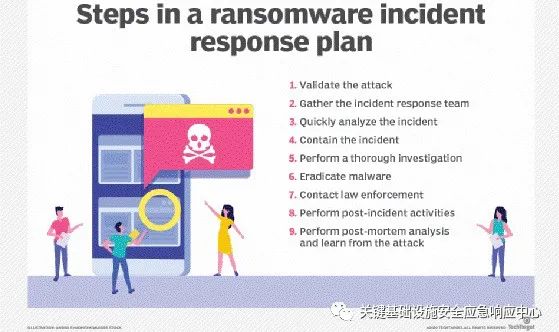 Steps in a ransomware incident
response plan
1. Validate the attack
2. Gather the incident response team
3. Quickly analyze the incident
4. Contain the incident
5. Perform a thorough investigation
6. Eradicate malware
7. Contact law enforcement
8. Perform post-incident activities
9. Perform post-mortem analysis
and learn from the attack
关键基础设施安全应急响应中心
TechTarget